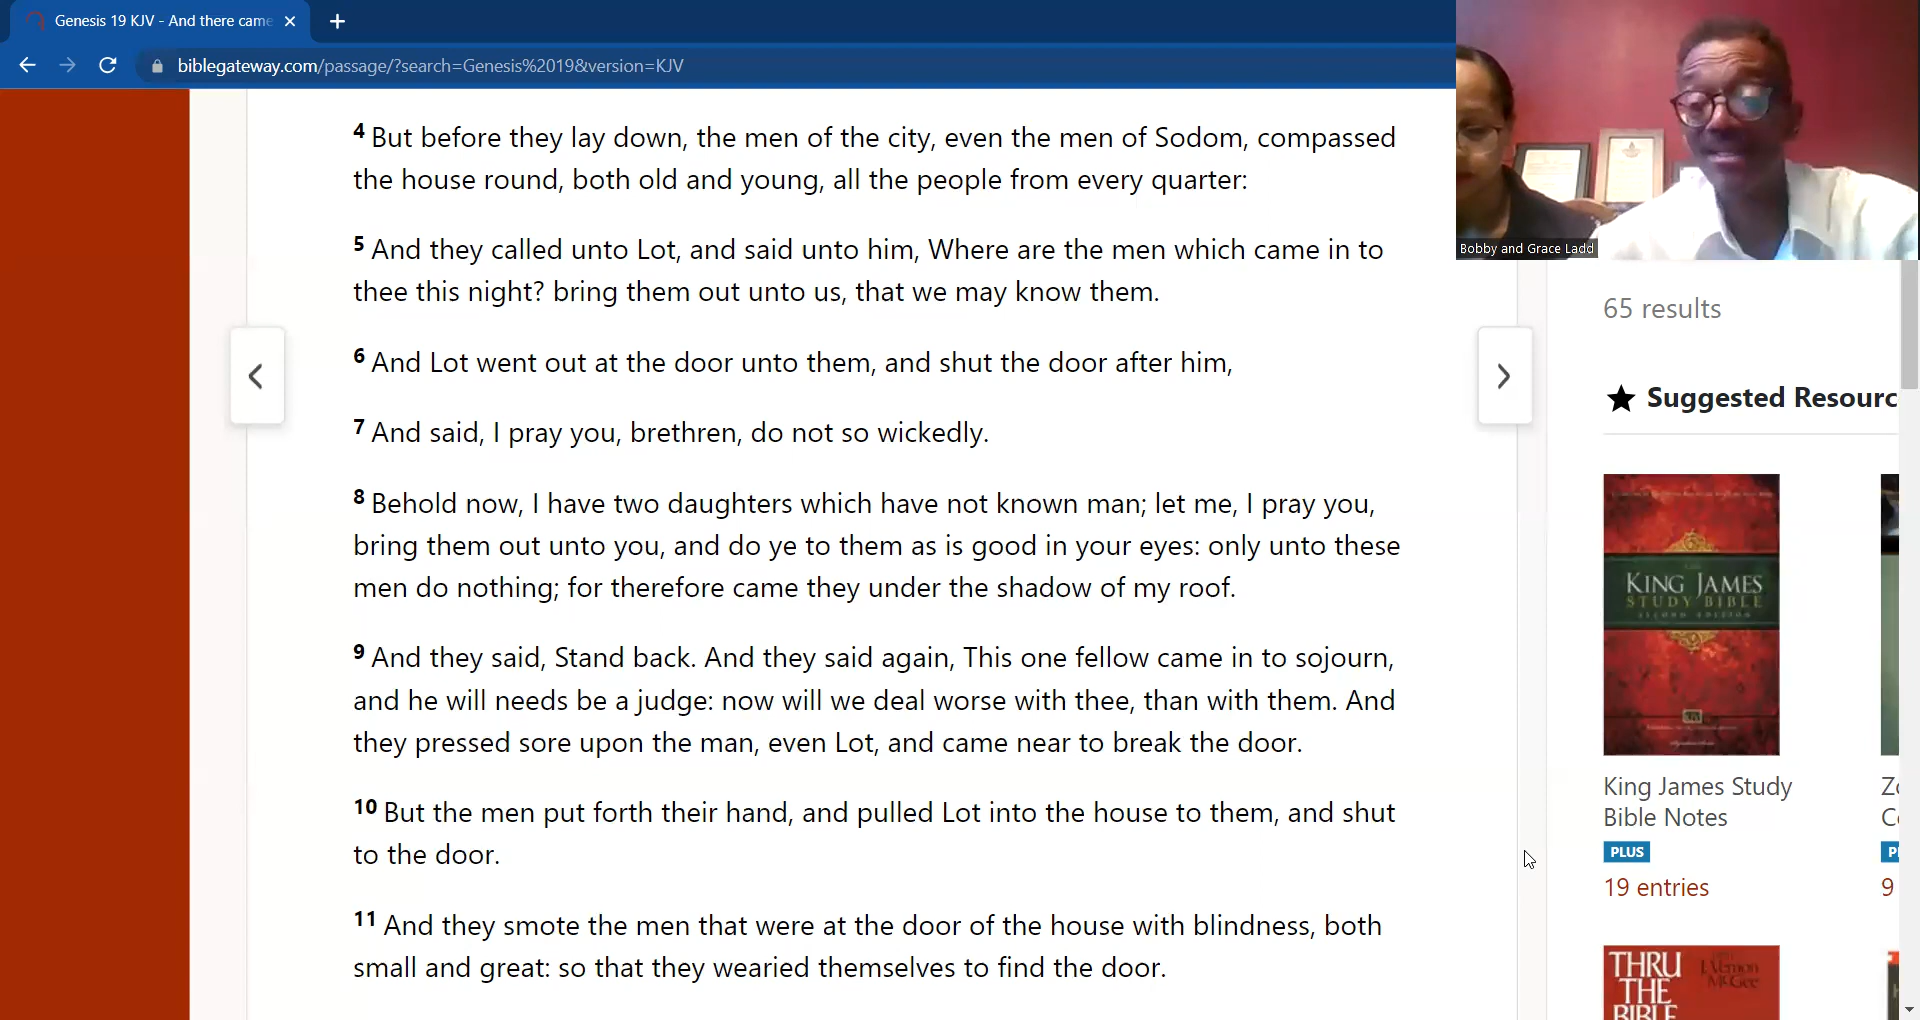 Genesis 19 KJV - And there came
biblegateway.com/passage/?search=Genesis%2019&version=KJV
Bobby and Grace Ladd
4 But before they lay down, the men of the city, even the men of Sodom, compassed
the house round, both old and young, all the people from every quarter:
5 And they called unto Lot, and said unto him, Where are the men which came in to
thee this night? bring them out unto us, that we may know them.
6 And Lot went out at the door unto them, and shut the door after him,
7 And said, I pray you, brethren, do not so wickedly.
8 Behold now, I have two daughters which have not known man; let me, I pray you,
bring them out unto you, and do ye to them as is good in your eyes: only unto these
men do nothing; for therefore came they under the shadow of my roof.
9 And they said, Stand back. And they said again, This one fellow came in to sojourn,
and he will needs be a judge: now will we deal worse with thee, than with them. And
they pressed sore upon the man, even Lot, and came near to break the door.
10 But the men put forth their hand, and pulled Lot into the house to them, and shut
to the door.
11 And they smote the men that were at the door of the house with blindness, both
small and great: so that they wearied themselves to find the door.
65 results
Suggested Resourc
KING JAMES
STUDY BIBLE
SECOND EDITION
King James Study
Bible Notes
PLUS
19 entries
9
THRU
THE
BIBLE
J. Vernon
McGee